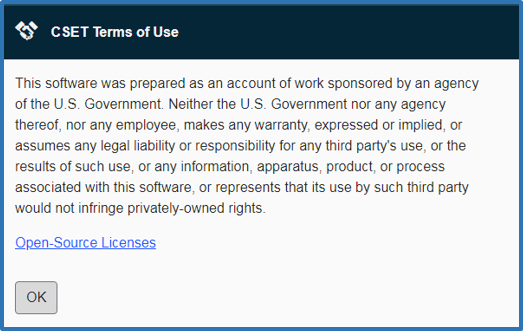 CSET Terms of Use
This software was prepared as an account of work sponsored by an agency
of the U.S. Government. Neither the U.S. Government nor any agency
thereof, nor any employee, makes any warranty, expressed or implied, or
assumes any legal liability or responsibility for any third party's use, or the
results of such use, or any information, apparatus, product, or process
associated with this software, or represents that its use by such third party
would not infringe privately-owned rights.
Open-Source Licenses
OK